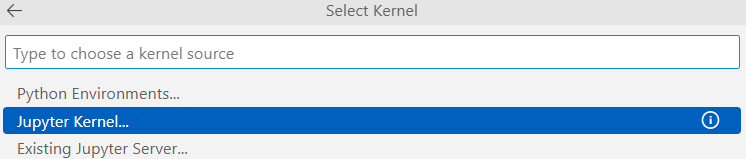 Select Kernel
Type to choose a kernel source
Python Environments...
Jupyter Kernel...
Existing Jupyter Server...